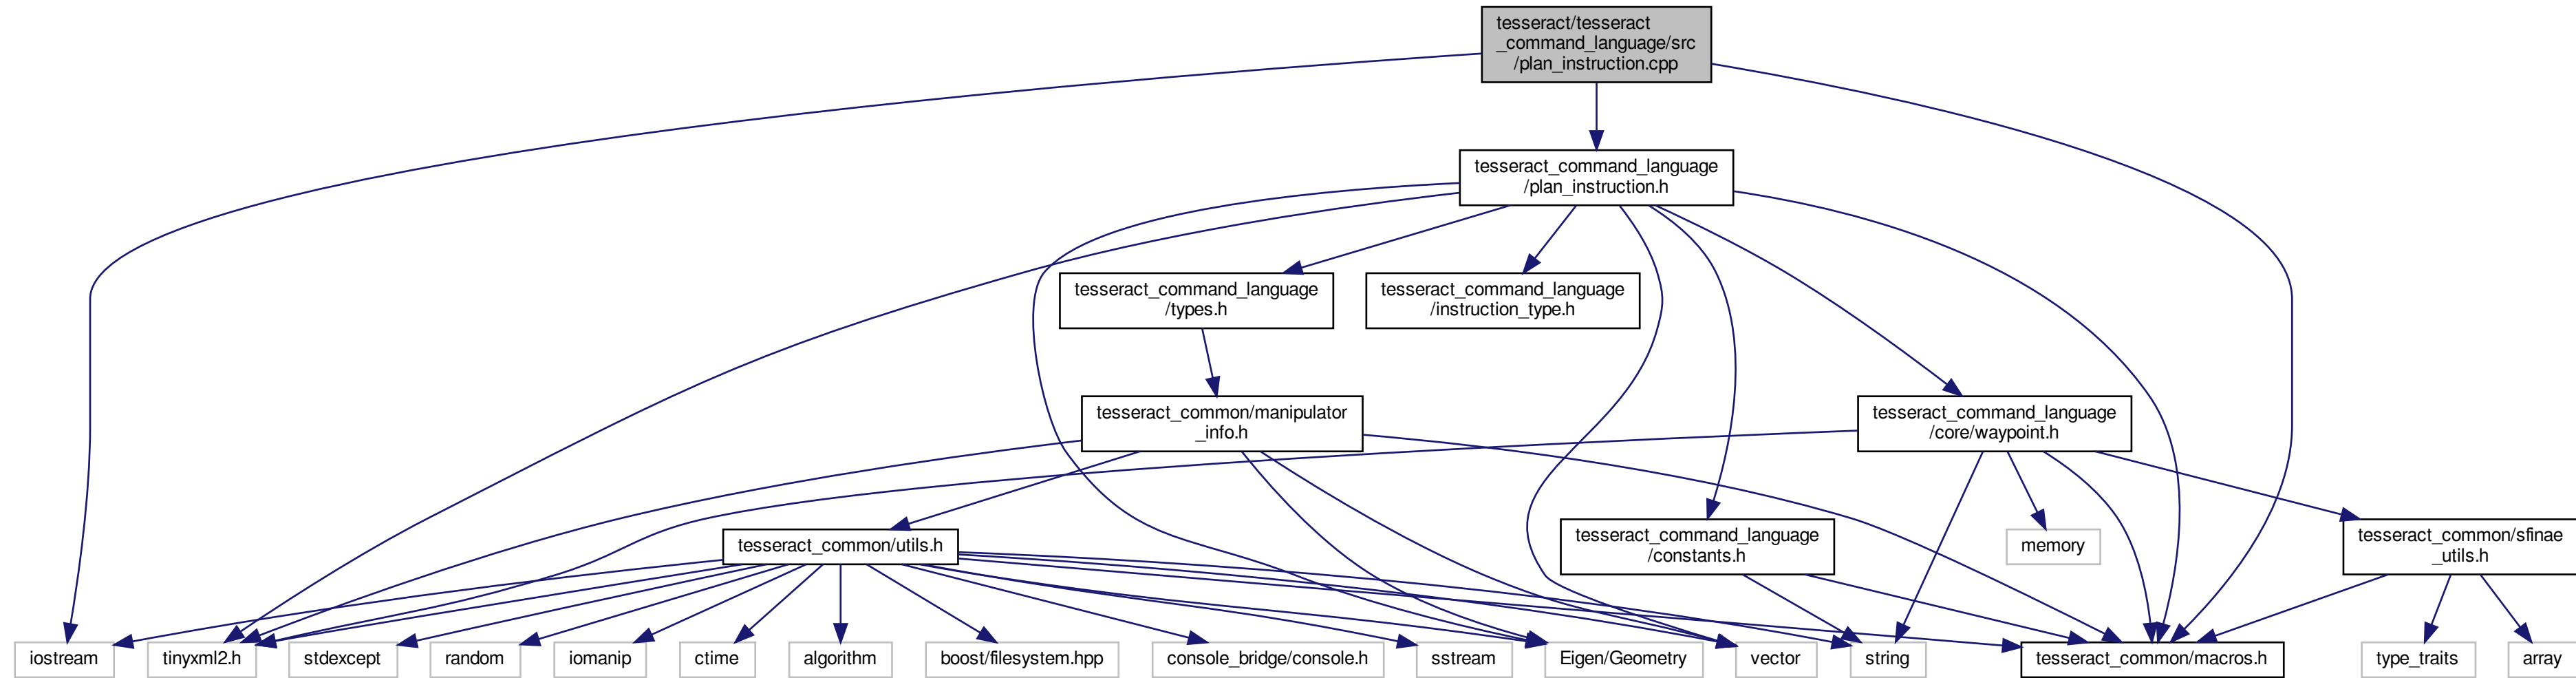 tesseract/tesseract
_command_language/src
/plan_instruction.cpp
tesseract_command_language
/plan_instruction.h
tesseract_command_language
/types.h
tesseract_command_language
/instruction_type.h
tesseract_common/manipulator
_info.h
tesseract_command_language
/core/waypoint.h
tesseract_common/utils.h
tesseract_command_language
/constants.h
memory
tesseract_common/sfinae
_utils.h
iostream
tinyxml2.h
stdexcept
random
iomanip
ctime
algorithm
boost/filesystem.hpp
console_bridge/console.h
sstream
Eigen/Geometry
vector
string
tesseract_common/macros.h
type_traits
array